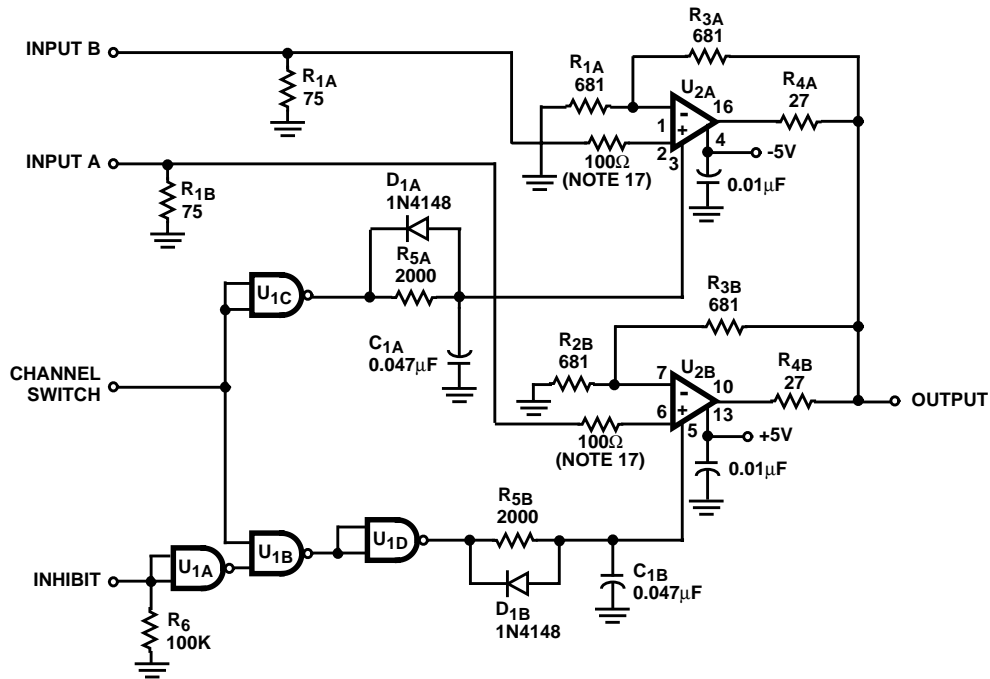 INPUT B
R1A
75
INPUT A
R1B
75
R3A
681
R1A
681
U2A
R4A
27
-
+
1
2
3
16
4
100Ω
(NOTE 17)
-5V
0.01µF
D1A
1N4148
R5A
2000
U1C
C1A
0.047µF
R3B
681
R2B
681
U2B
R4B
27
-
+
7
6
5
10
13
100Ω
(NOTE 17)
+5V
0.01µF
OUTPUT
CHANNEL
SWITCH
R5B
2000
U1D
U1B
U1A
INHIBIT
D1B
1N4148
C1B
0.047µF
R6
100K